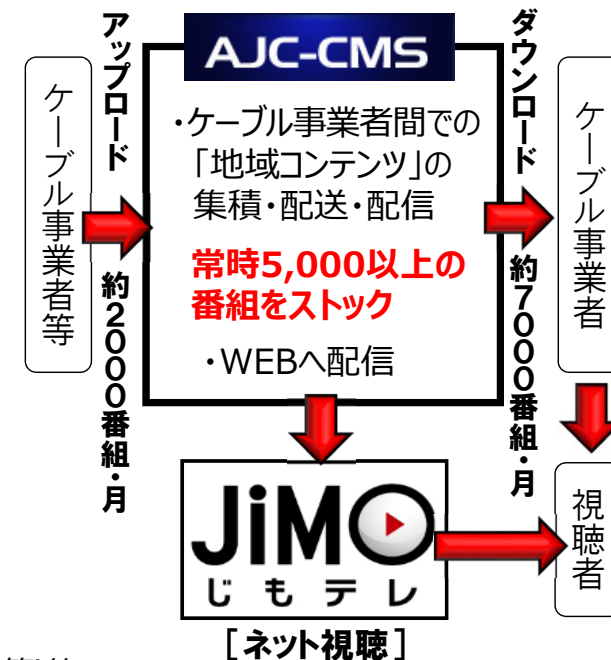 アップロード 約2000番組・月
ケーブル事業者等
AJC-CMS
・ケーブル事業者間での
「地域コンテンツ」の
集積・配送・配信
常時5,000以上の
番組をストック
・WEBへ配信
ダウンロード 約7000番組・月
ケーブル事業者
JiMO
じもテレ
[ネット視聴]
視聴者